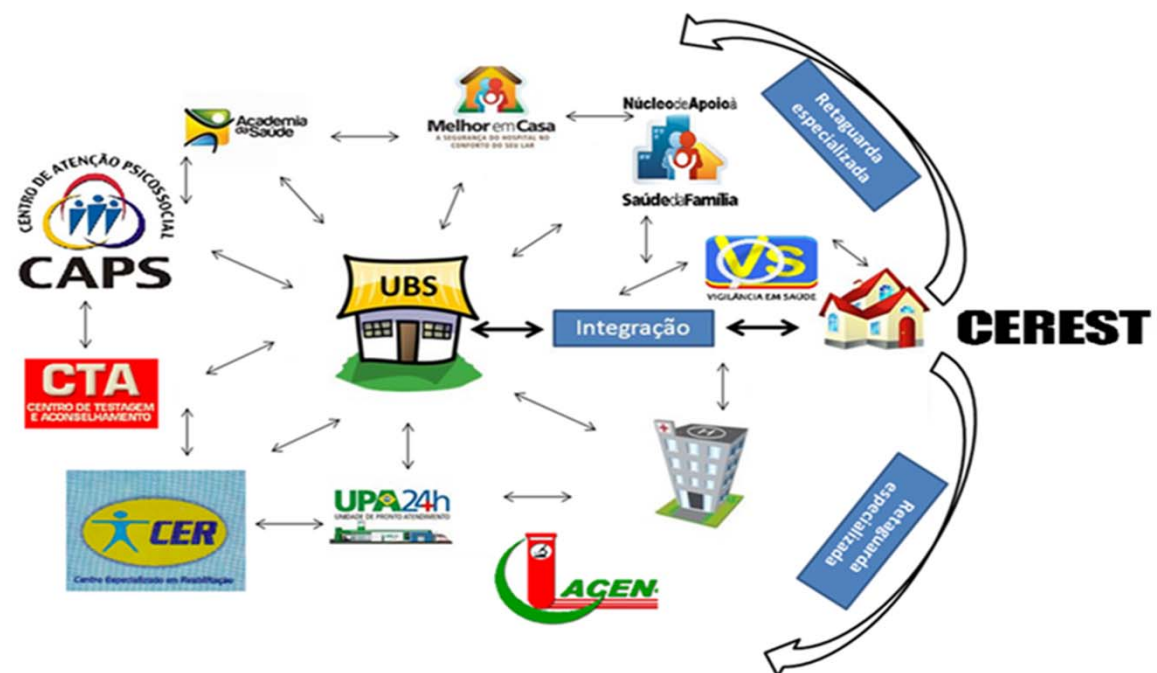 Academia
da Saúde
Melhor em Casa
A SEGURANÇA DO HOSPITAL NO
CONFORTO DO SEU LAR
Núcleo de Apoio à
Saúde da Família
Retaguarda
especializada
CENTRO DE ATENÇÃO PSICOSSOCIAL
CAPS
UBS
VS
VIGILÂNCIA EM SAÚDE
Integração
CEREST
CTA
CENTRO DE TESTAGEM
E ACONSELHAMENTO
H
CER
Centro Especializado em Reabilitação
UPA24h
UNIDADE DE PRONTO ATENDIMENTO
LACEN
Retaguarda
especializada